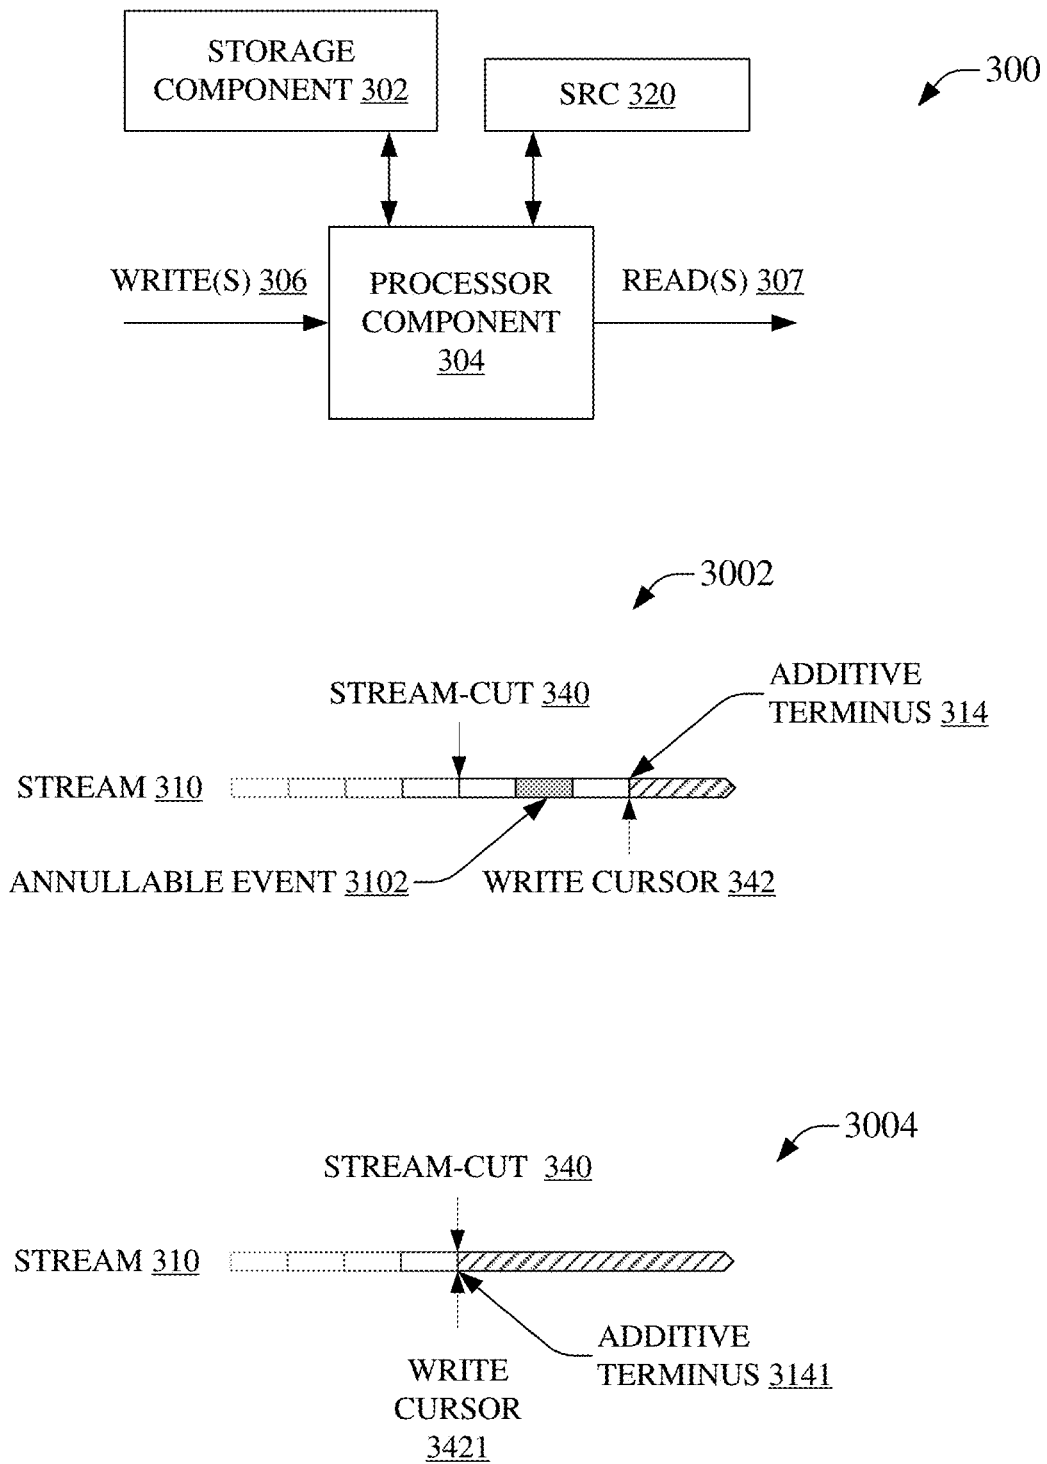 STORAGE
COMPONENT 302
SRC 320
300
WRITE(S) 306
PROCESSOR
COMPONENT
304
READ(S) 307
3002
STREAM-CUT 340
ADDITIVE
TERMINUS 314
STREAM 310
ANNULLABLE EVENT 3102
WRITE CURSOR 342
3004
STREAM-CUT 340
STREAM 310
ADDITIVE
TERMINUS 3141
WRITE
CURSOR
3421